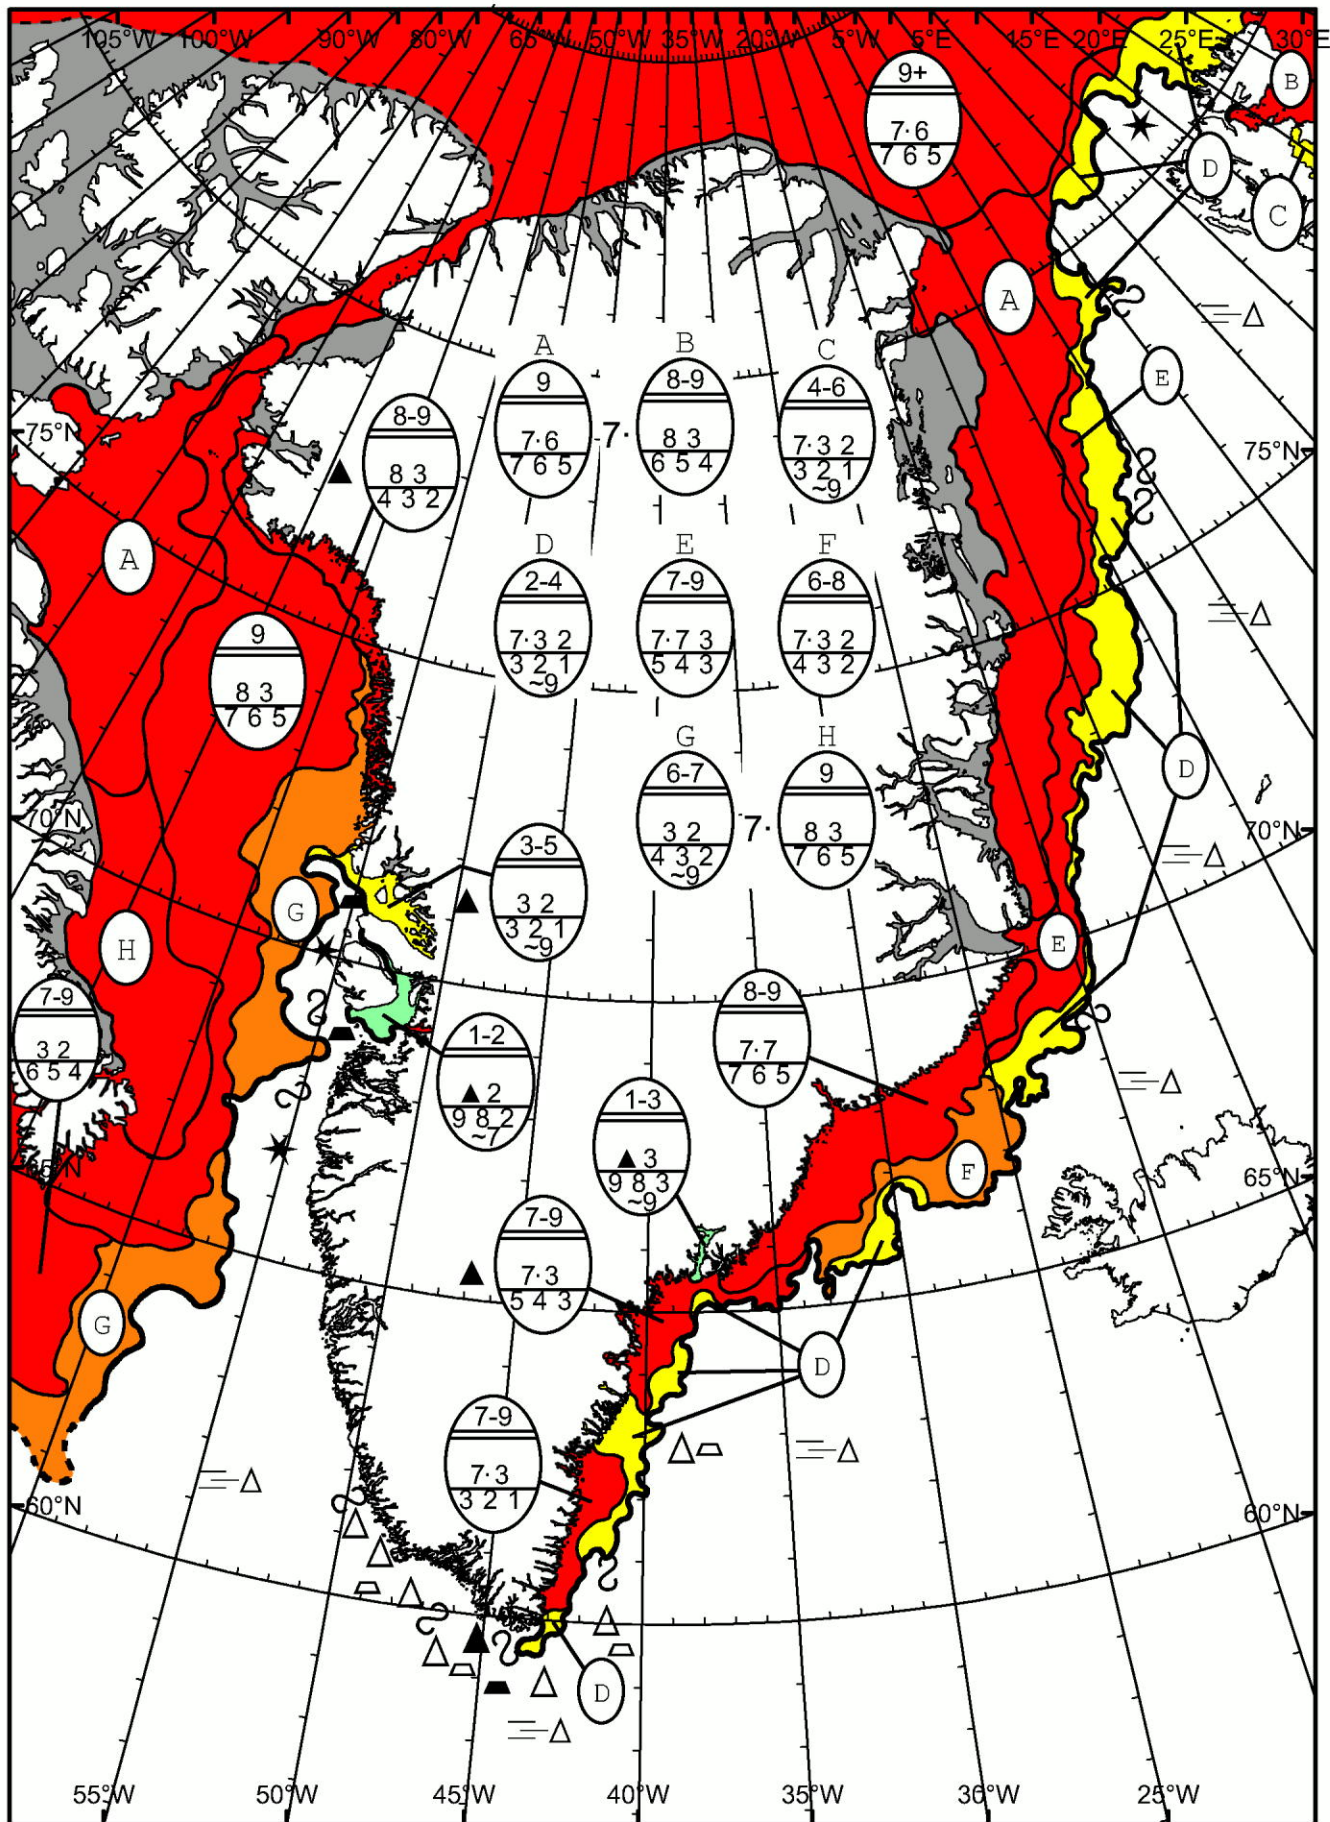 105°W 100°W 90°W 80°W 65°W 50°W 35°W 20°W 5°W 5°E 15°E 20°E 25°E 30°E
9+
7·6
7 6 5
B
D
C
A
E
A
9
7·6
7 6 5
7·
B
8-9
8 3
6 5 4
C
4-6
7·3 2
3 2 1
~9
75°N
75°N
8-9
8 3
4 3 2
A
D
2-4
7·3 2
3 2 1
~9
E
7-9
7·7 3
5 4 3
F
6-8
7·3 2
4 3 2
9
8 3
7 6 5
G
6-7
3 2
4 3 2
~9
7·
H
9
8 3
7 6 5
D
70°N
70°N
3-5
3 2
3 2 1
~9
G
H
E
7-9
3 2
6 5 4
8-9
7·7
7 6 5
1-2
▲ 2
9 8 2
~7
1-3
▲ 3
9 8 3
~9
F
65°N
65°N
7-9
7·3
5 4 3
G
D
7-9
7·3
3 2 1
60°N
60°N
D
55°W 50°W 45°W 40°W 35°W 30°W 25°W